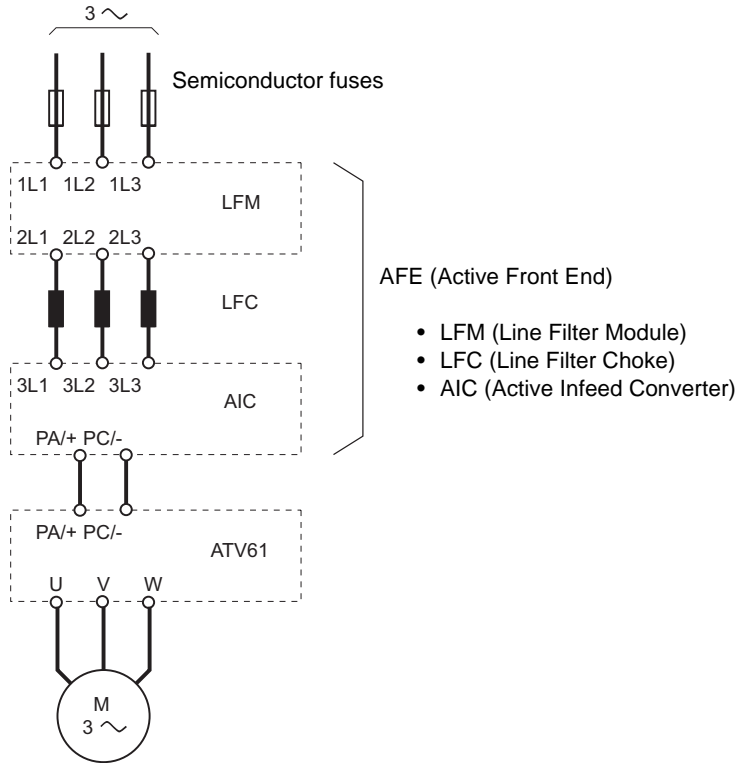 3 ~
Semiconductor fuses
1L1 1L2 1L3
LFM
2L1 2L2 2L3
LFC
AFE (Active Front End)
• LFM (Line Filter Module)
• LFC (Line Filter Choke)
• AIC (Active Infeed Converter)
3L1 3L2 3L3
AIC
PA/+ PC/-
PA/+ PC/-
ATV61
U V W
M
3 ~